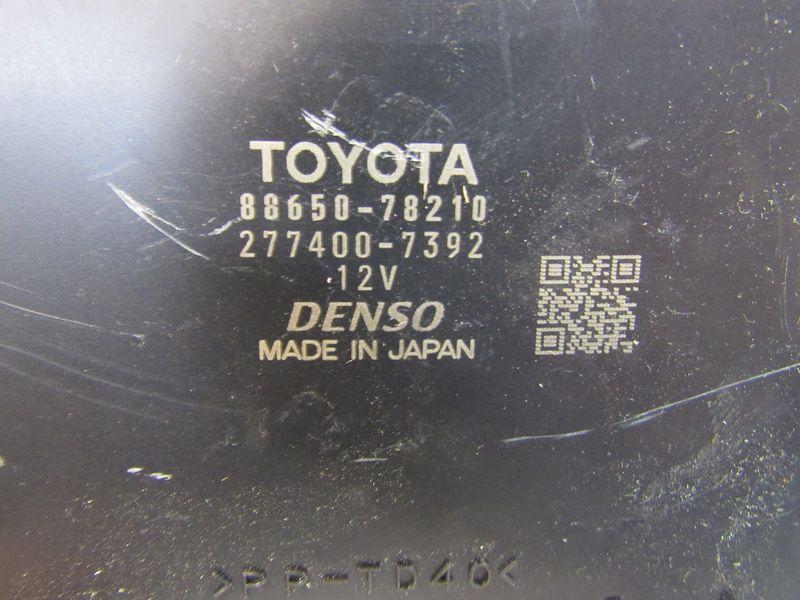 TOYOTA
88650-78210
277400-7392
12V
DENSO
MADE IN JAPAN
>PP-TD40<